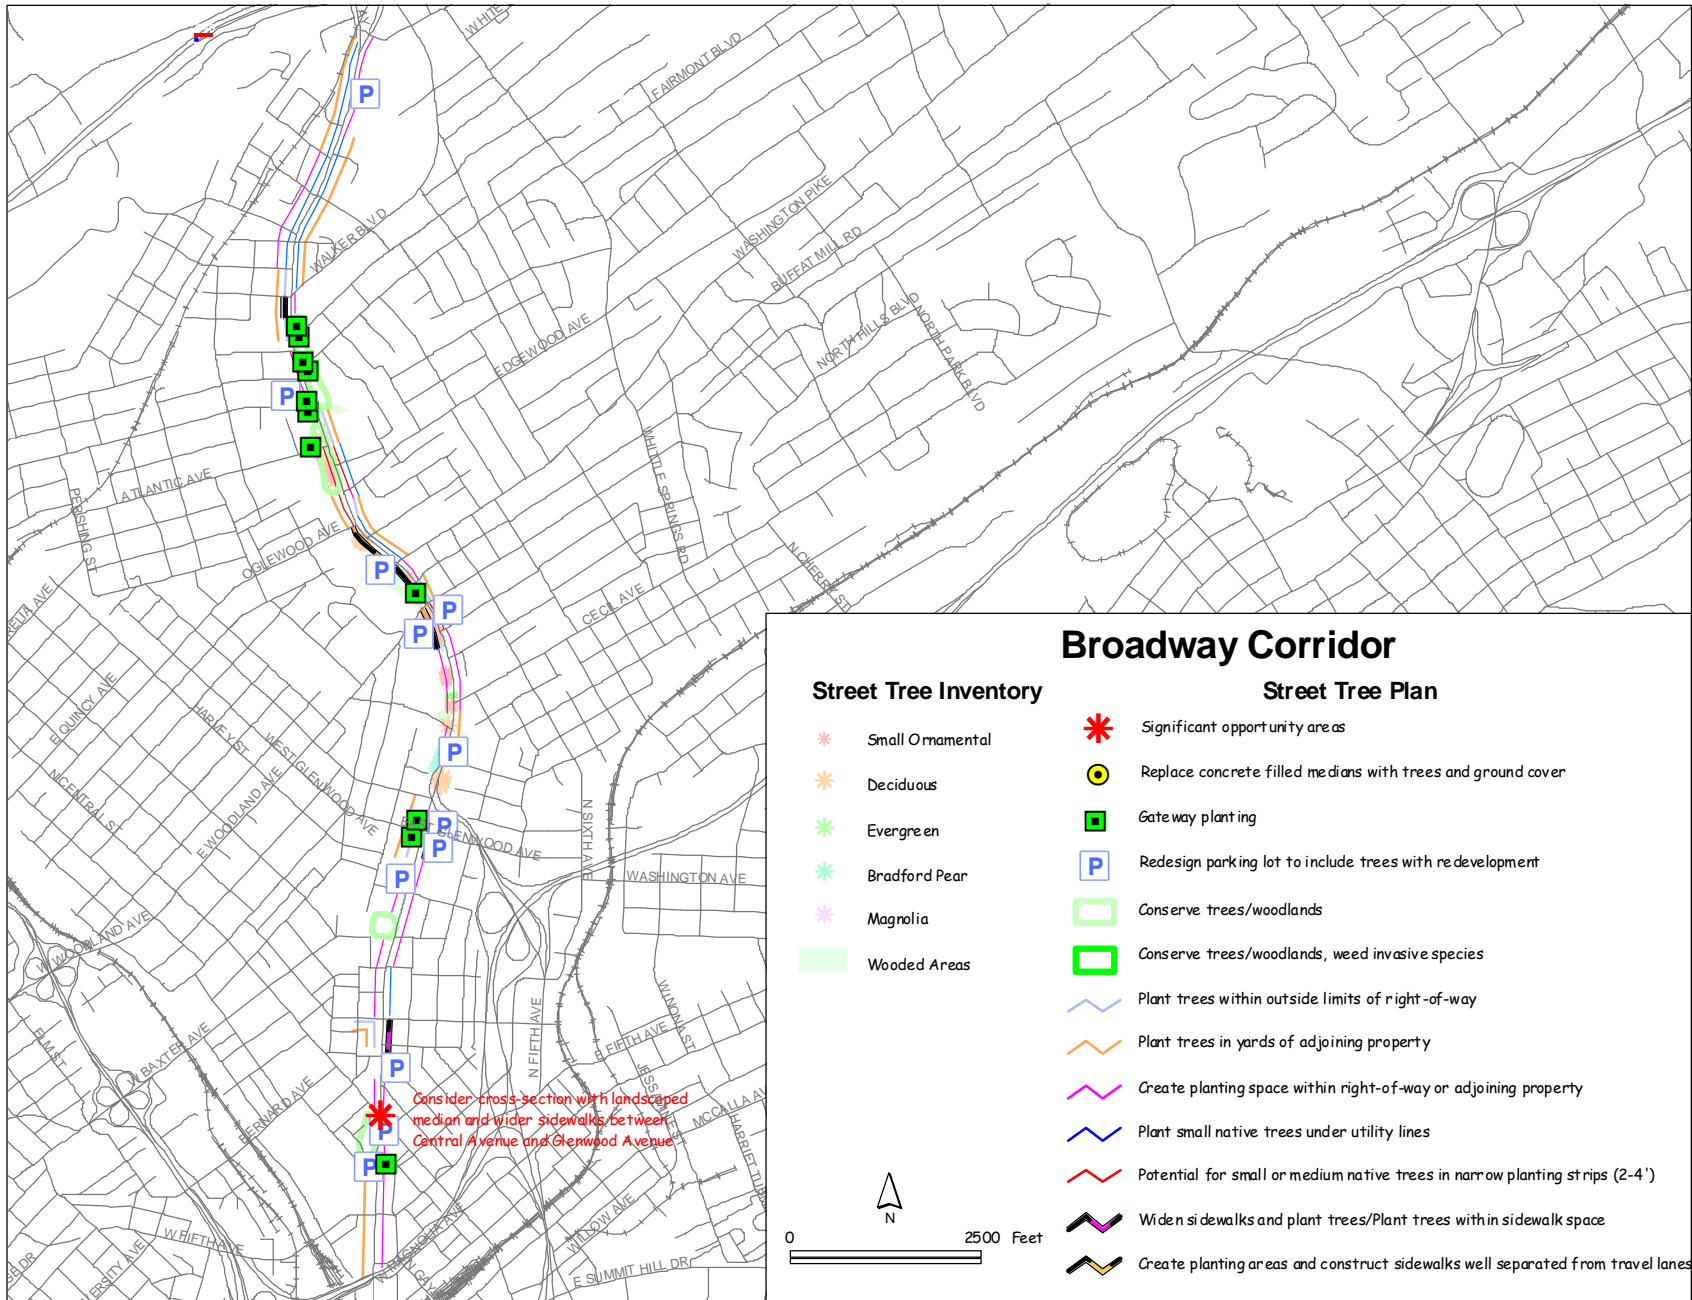 W WHITE
FAIRMONT BLVD
P
WALKER BLVD
WASHINGTON PIKE
BUFFAT MILL RD
NORTH HILLS BLVD
NORTH PARK BLVD
EDGEWOOD AVE
P
ATLANTIC AVE
PERSHING ST
WHITTLE SPRINGS RD
OGLEWOOD AVE
P
N CHERRY ST
CECIL AVE
P
P
E QUINCY AVE
HARVEY ST
WEST GLENWOOD AVE
N CENTRAL ST
E WOODLAND AVE
P
N SIXTH AVE
P
EAST GLENWOOD AVE
P
P
WASHINGTON AVE
W WOODLAND AVE
ELM ST
W BAXTER AVE
BERNARD AVE
N FIFTH AVE
WINONA ST
E FIFTH AVE
MCCALLA AV
P
Consider cross-section with landscaped
median and wider sidewalks between
Central Avenue and Glenwood Avenue
P
P
W FIFTH AVE
W MAGNOLIA AVE
N GAY
WILLOW AVE
E SUMMIT HILL DR
Broadway Corridor
Street Tree Inventory
Small Ornamental
Deciduous
Evergreen
Bradford Pear
Magnolia
Wooded Areas
Street Tree Plan
Significant opportunity areas
Replace concrete filled medians with trees and ground cover
Gateway planting
P
Redesign parking lot to include trees with redevelopment
Conserve trees/woodlands
Conserve trees/woodlands, weed invasive species
Plant trees within outside limits of right-of-way
Plant trees in yards of adjoining property
Create planting space within right-of-way or adjoining property
Plant small native trees under utility lines
Potential for small or medium native trees in narrow planting strips (2-4')
Widen sidewalks and plant trees/Plant trees within sidewalk space
Create planting areas and construct sidewalks well separated from travel lanes
N
0 2500 Feet